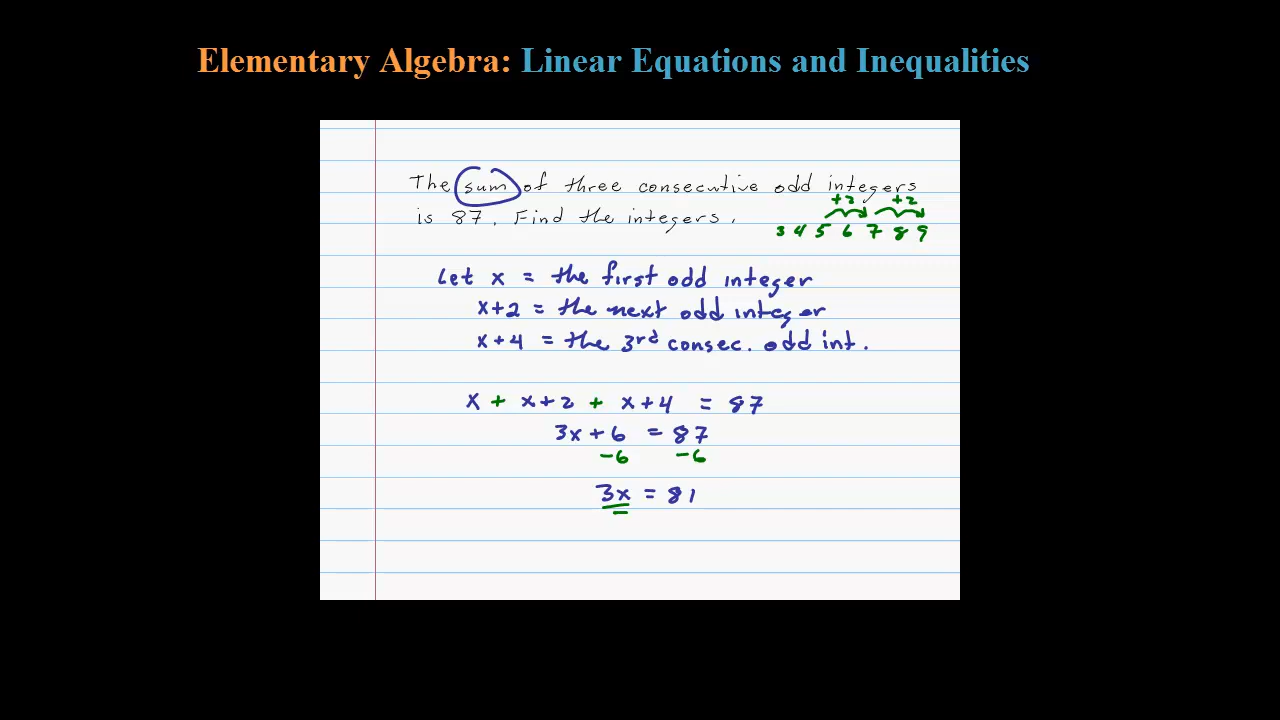 Elementary Algebra: Linear Equations and Inequalities
The sum of three consecutive odd integers
+2 +2
is 87. Find the integers.
3 4 5 6 7 8 9
Let x = the first odd integer
x+2 = the next odd integer
x+4 = the 3rd consec. odd int.
x + x+2 + x+4 = 87
3x+6 = 87
-6 -6
3x = 81